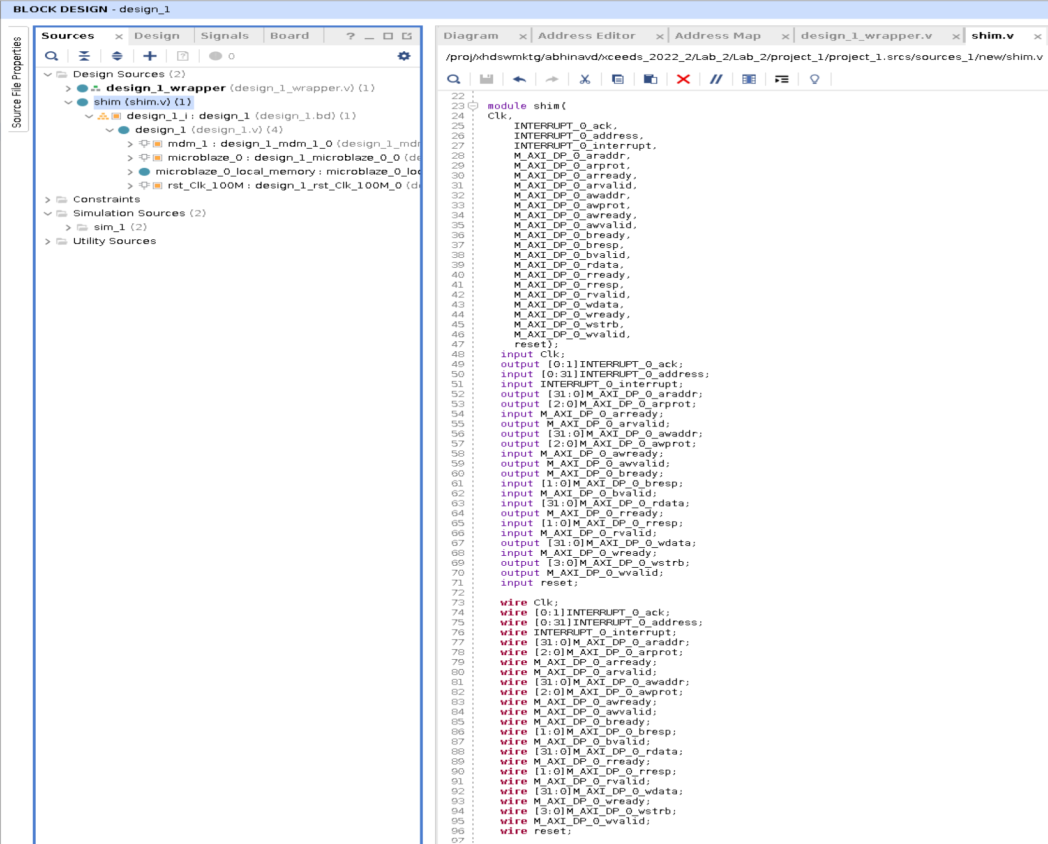 BLOCK DESIGN - design_1
Source File Properties
Sources × Design Signals Board ? _
0
Design Sources (2)
design_1_wrapper (design_1_wrapper.v) (1)
shim (shim.v) (1)
design_1_i : design_1 (design_1.bd) (1)
design_1 (design_1.v) (4)
mdm_1 : design_1_mdm_1_0 (design_1_mdm
microblaze_0 : design_1_microblaze_0_0 (de
microblaze_0_local_memory : microblaze_0_loc
rst_Clk_100M : design_1_rst_Clk_100M_0 (de
Constraints
Simulation Sources (2)
sim_1 (2)
Utility Sources
Diagram × Address Editor × Address Map × design_1_wrapper.v × shim.v ×
/proj/xhdswmktg/abhinavd/xceeds_2022_2/Lab_2/Lab_2/project_1/project_1.srcs/sources_1/new/shim.v
22
23 module shim(
24 Clk,
25 INTERRUPT_0_ack,
26 INTERRUPT_0_address,
27 INTERRUPT_0_interrupt,
28 M_AXI_DP_0_araddr,
29 M_AXI_DP_0_arprot,
30 M_AXI_DP_0_arready,
31 M_AXI_DP_0_arvalid,
32 M_AXI_DP_0_awaddr,
33 M_AXI_DP_0_awprot,
34 M_AXI_DP_0_awready,
35 M_AXI_DP_0_awvalid,
36 M_AXI_DP_0_bready,
37 M_AXI_DP_0_bresp,
38 M_AXI_DP_0_bvalid,
39 M_AXI_DP_0_rdata,
40 M_AXI_DP_0_rready,
41 M_AXI_DP_0_rresp,
42 M_AXI_DP_0_rvalid,
43 M_AXI_DP_0_wdata,
44 M_AXI_DP_0_wready,
45 M_AXI_DP_0_wstrb,
46 M_AXI_DP_0_wvalid,
47 reset);
48 input Clk;
49 output [0:1]INTERRUPT_0_ack;
50 input [0:31]INTERRUPT_0_address;
51 input INTERRUPT_0_interrupt;
52 output [31:0]M_AXI_DP_0_araddr;
53 output [2:0]M_AXI_DP_0_arprot;
54 input M_AXI_DP_0_arready;
55 output M_AXI_DP_0_arvalid;
56 output [31:0]M_AXI_DP_0_awaddr;
57 output [2:0]M_AXI_DP_0_awprot;
58 input M_AXI_DP_0_awready;
59 output M_AXI_DP_0_awvalid;
60 output M_AXI_DP_0_bready;
61 input [1:0]M_AXI_DP_0_bresp;
62 input M_AXI_DP_0_bvalid;
63 input [31:0]M_AXI_DP_0_rdata;
64 output M_AXI_DP_0_rready;
65 input [1:0]M_AXI_DP_0_rresp;
66 input M_AXI_DP_0_rvalid;
67 output [31:0]M_AXI_DP_0_wdata;
68 input M_AXI_DP_0_wready;
69 output [3:0]M_AXI_DP_0_wstrb;
70 output M_AXI_DP_0_wvalid;
71 input reset;
72
73 wire Clk;
74 wire [0:1]INTERRUPT_0_ack;
75 wire [0:31]INTERRUPT_0_address;
76 wire INTERRUPT_0_interrupt;
77 wire [31:0]M_AXI_DP_0_araddr;
78 wire [2:0]M_AXI_DP_0_arprot;
79 wire M_AXI_DP_0_arready;
80 wire M_AXI_DP_0_arvalid;
81 wire [31:0]M_AXI_DP_0_awaddr;
82 wire [2:0]M_AXI_DP_0_awprot;
83 wire M_AXI_DP_0_awready;
84 wire M_AXI_DP_0_awvalid;
85 wire M_AXI_DP_0_bready;
86 wire [1:0]M_AXI_DP_0_bresp;
87 wire M_AXI_DP_0_bvalid;
88 wire [31:0]M_AXI_DP_0_rdata;
89 wire M_AXI_DP_0_rready;
90 wire [1:0]M_AXI_DP_0_rresp;
91 wire M_AXI_DP_0_rvalid;
92 wire [31:0]M_AXI_DP_0_wdata;
93 wire M_AXI_DP_0_wready;
94 wire [3:0]M_AXI_DP_0_wstrb;
95 wire M_AXI_DP_0_wvalid;
96 wire reset;
97